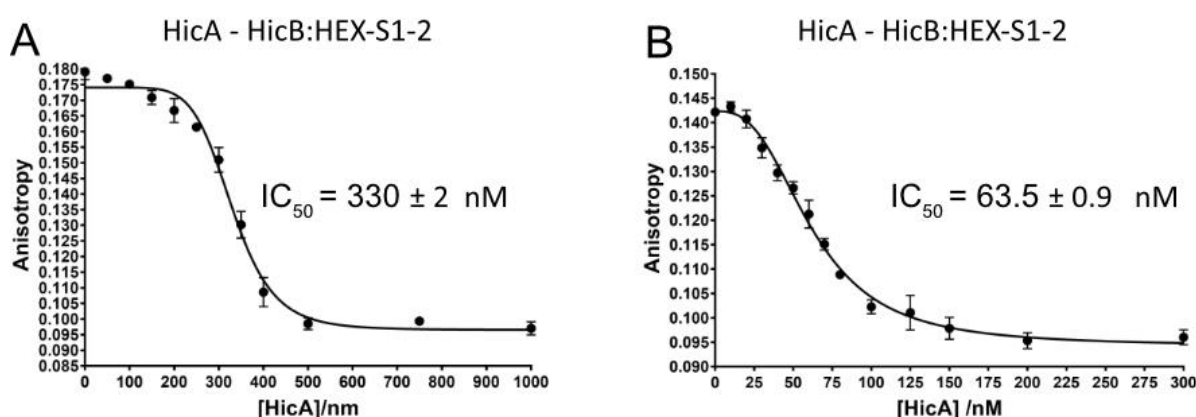 A
HicA - HicB:HEX-S1-2
0.180
0.175
0.170
0.165
0.160
0.155
0.150
0.145
0.140
0.135
0.130
0.125
0.120
0.115
0.110
0.105
0.100
0.095
0.090
0.085
Anisotropy
IC50 = 330 ± 2 nM
0 100 200 300 400 500 600 700 800 900 1000
[HicA]/nm
B
HicA - HicB:HEX-S1-2
0.150
0.145
0.140
0.135
0.130
0.125
0.120
0.115
0.110
0.105
0.100
0.095
0.090
Anisotropy
IC50 = 63.5 ± 0.9 nM
0 25 50 75 100 125 150 175 200 225 250 275 300
[HicA] /nM